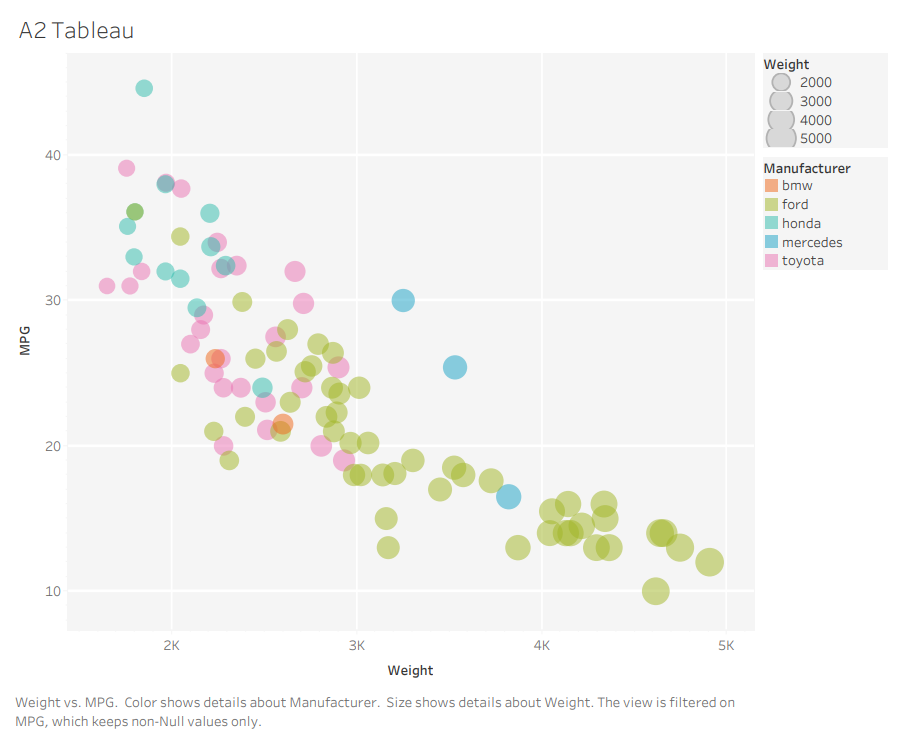 A2 Tableau
Weight
2000
3000
4000
5000
Manufacturer
bmw
ford
honda
mercedes
toyota
MPG
40
30
20
10
2K
3K
4K
5K
Weight
Weight vs. MPG.  Color shows details about Manufacturer.  Size shows details about Weight. The view is filtered on
MPG, which keeps non-Null values only.